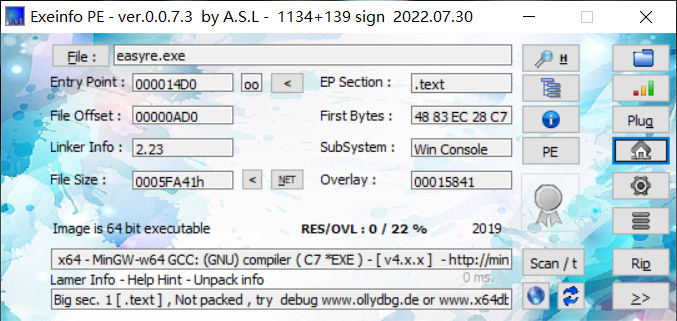 Exeinfo PE - ver.0.0.7.3 by A.S.L - 1134+139 sign 2022.07.30
File : easyre.exe H
Entry Point : 000014D0 oo < EP Section : .text
File Offset : 00000AD0 First Bytes : 48 83 EC 28 C7 Plug
Linker Info : 2.23 SubSystem : Win Console PE
File Size : 0005FA41h < NET Overlay : 00015841
Image is 64 bit executable RES/OVL : 0 / 22 % 2019
x64 - MinGW-w64 GCC: (GNU) compiler ( C7 *EXE ) - [ v4.x.x ] - http://min Scan / t Rip
Lamer Info - Help Hint - Unpack info 0 ms.
Big sec. 1 [ .text ] , Not packed , try debug www.ollydbg.de or www.x64db >>